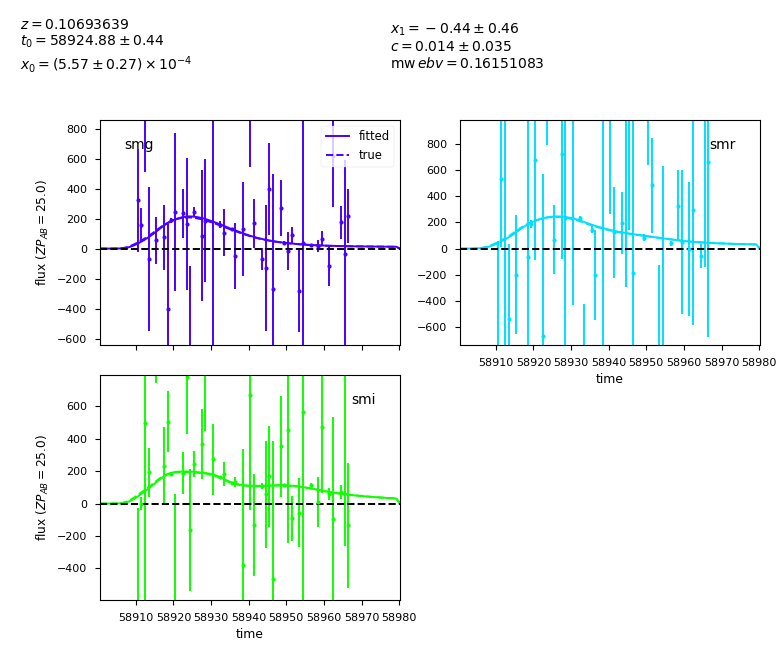 z = 0.10693639
t0 = 58924.88 ± 0.44
x0 = (5.57 ± 0.27) × 10⁻⁴
x1 = −0.44 ± 0.46
c = 0.014 ± 0.035
mw ebv = 0.16151083
smg
fitted
true
800
600
400
200
0
−200
−400
−600
flux (ZP_AB = 25.0)
smr
800
600
400
200
0
−200
−400
−600
58910 58920 58930 58940 58950 58960 58970 58980
time
smi
600
400
200
0
−200
−400
flux (ZP_AB = 25.0)
58910 58920 58930 58940 58950 58960 58970 58980
time